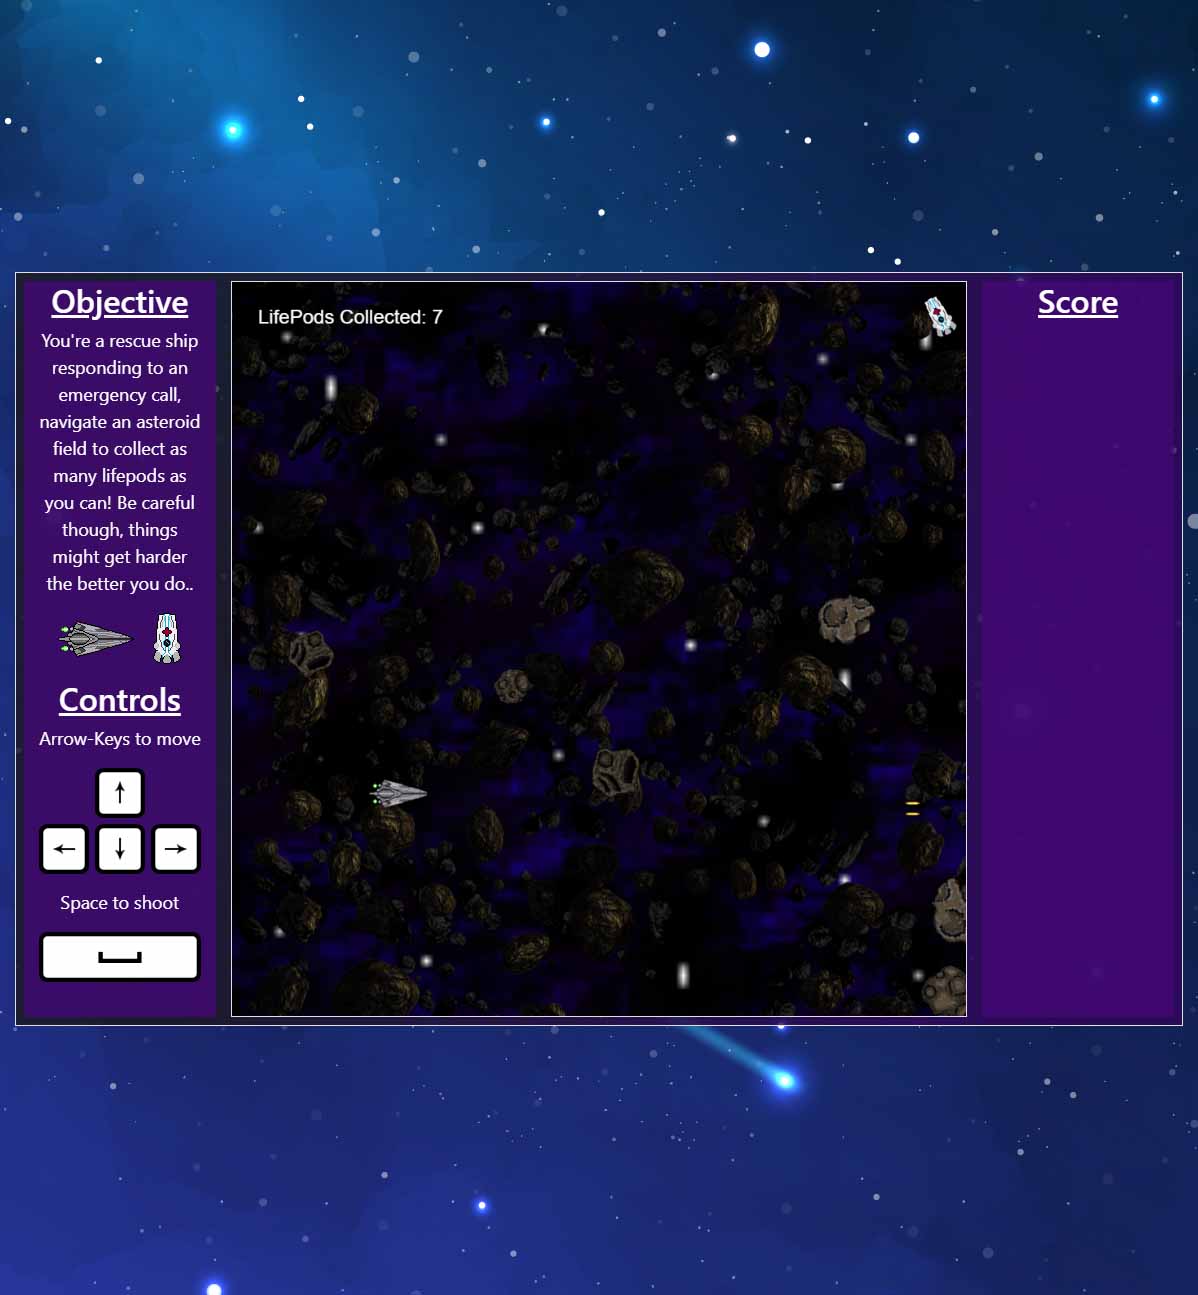 Objective
You're a rescue ship
responding to an
emergency call,
navigate an asteroid
field to collect as
many lifepods as
you can! Be careful
though, things
might get harder
the better you do..
Controls
Arrow-Keys to move
↑
← ↓ →
Space to shoot
LifePods Collected: 7
Score